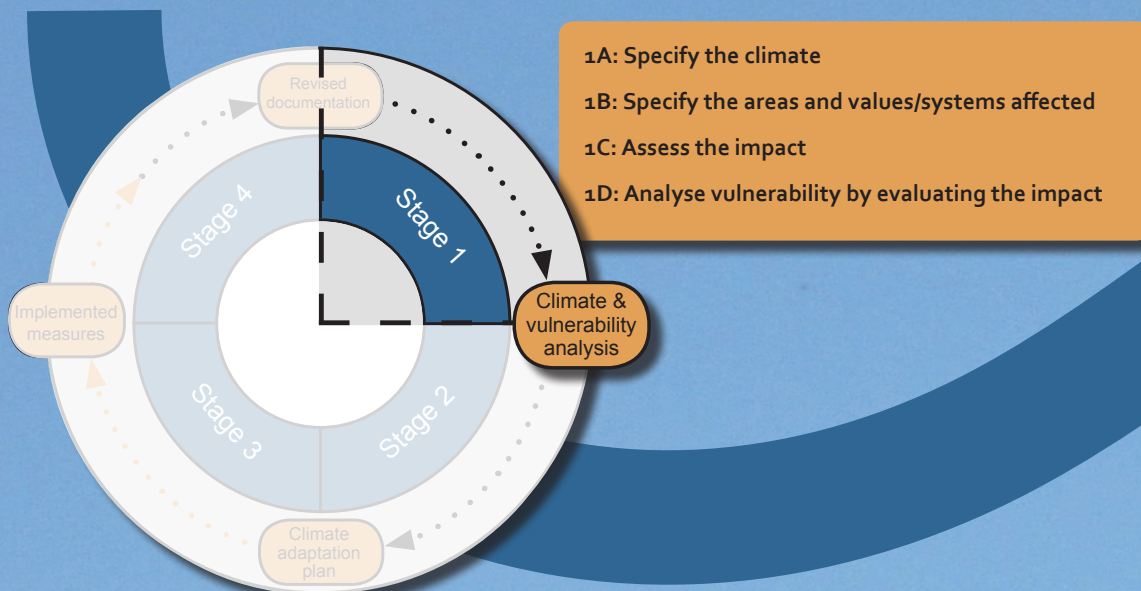 1A: Specify the climate
1B: Specify the areas and values/systems affected
1C: Assess the impact
1D: Analyse vulnerability by evaluating the impact
Revised
documentation
Stage 4
Stage 1
Implemented
measures
Climate &
vulnerability
analysis
Stage 3
Stage 2
Climate
adaptation
plan